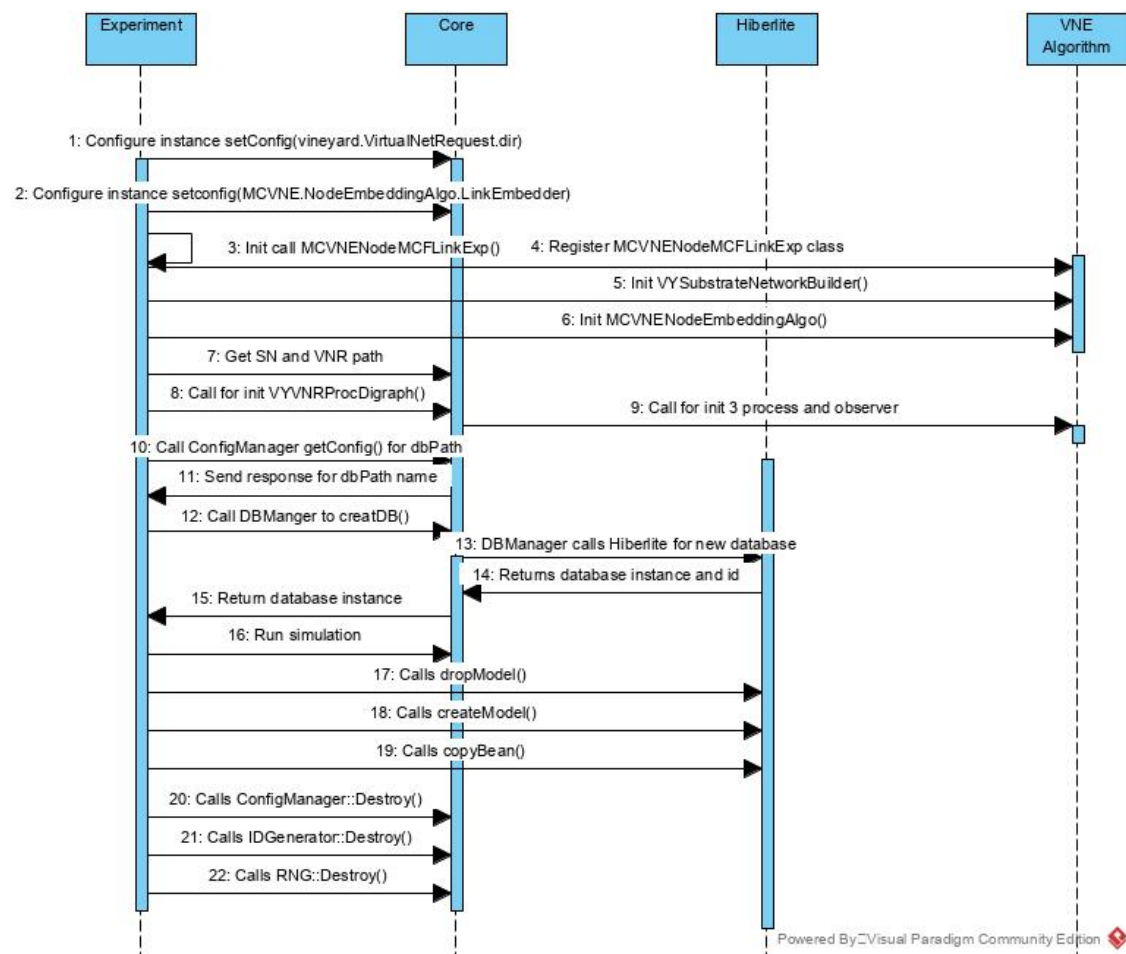 Experiment
Core
Hiberlite
VNE
Algorithm
1: Configure instance setConfig(vineyard.VirtualNetRequest.dir)
2: Configure instance setconfig(MCVNE.NodeEmbeddingAlgo.LinkEmbedder)
3: Init call MCVNENodeMCFLinkExp()
4: Register MCVNENodeMCFLinkExp class
5: Init VYSubstrateNetworkBuilder()
6: Init MCVNENodeEmbeddingAlgo()
7: Get SN and VNR path
8: Call for init VYVNRProcDigraph()
9: Call for init 3 process and observer
10: Call ConfigManager getConfig() for dbPath
11: Send response for dbPath name
12: Call DBManger to creatDB()
13: DBManager calls Hiberlite for new database
14: Returns database instance and id
15: Return database instance
16: Run simulation
17: Calls dropModel()
18: Calls createModel()
19: Calls copyBean()
20: Calls ConfigManager::Destroy()
21: Calls IDGenerator::Destroy()
22: Calls RNG::Destroy()
Powered By Visual Paradigm Community Edition